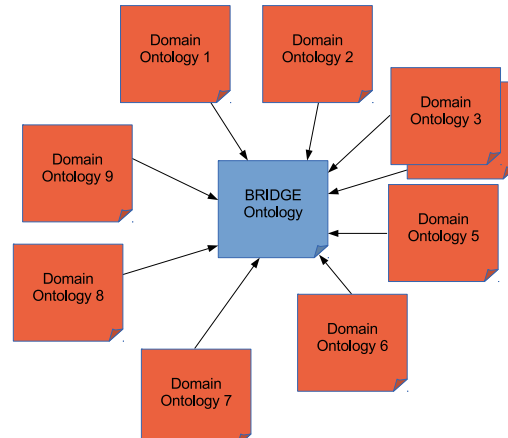 Domain
Ontology 1
Domain
Ontology 2
Domain
Ontology 3
Domain
Ontology 9
BRIDGE
Ontology
Domain
Ontology 5
Domain
Ontology 8
Domain
Ontology 6
Domain
Ontology 7